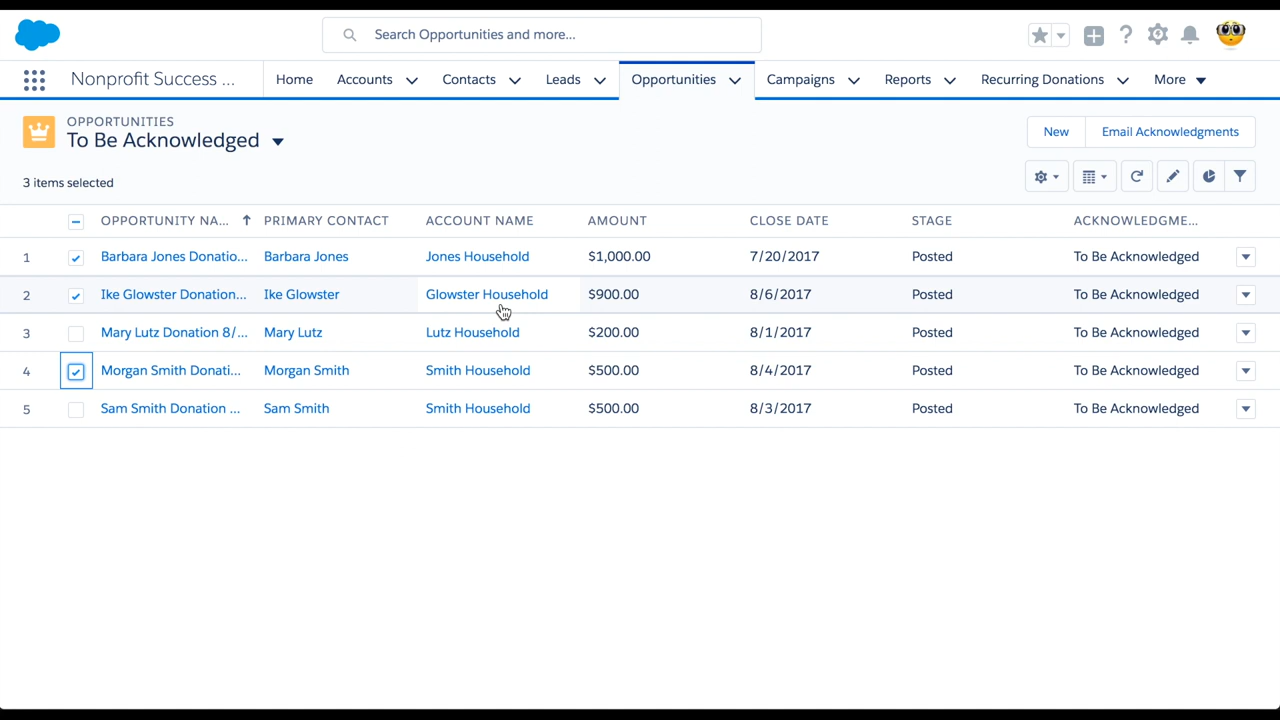 Search Opportunities and more...
Nonprofit Success ... Home Accounts Contacts Leads Opportunities Campaigns Reports Recurring Donations More
OPPORTUNITIES
To Be Acknowledged
New Email Acknowledgments
3 items selected
OPPORTUNITY NA... PRIMARY CONTACT ACCOUNT NAME AMOUNT CLOSE DATE STAGE ACKNOWLEDGME...
1 Barbara Jones Donatio... Barbara Jones Jones Household $1,000.00 7/20/2017 Posted To Be Acknowledged
2 Ike Glowster Donation... Ike Glowster Glowster Household $900.00 8/6/2017 Posted To Be Acknowledged
3 Mary Lutz Donation 8/... Mary Lutz Lutz Household $200.00 8/1/2017 Posted To Be Acknowledged
4 Morgan Smith Donati... Morgan Smith Smith Household $500.00 8/4/2017 Posted To Be Acknowledged
5 Sam Smith Donation ... Sam Smith Smith Household $500.00 8/3/2017 Posted To Be Acknowledged